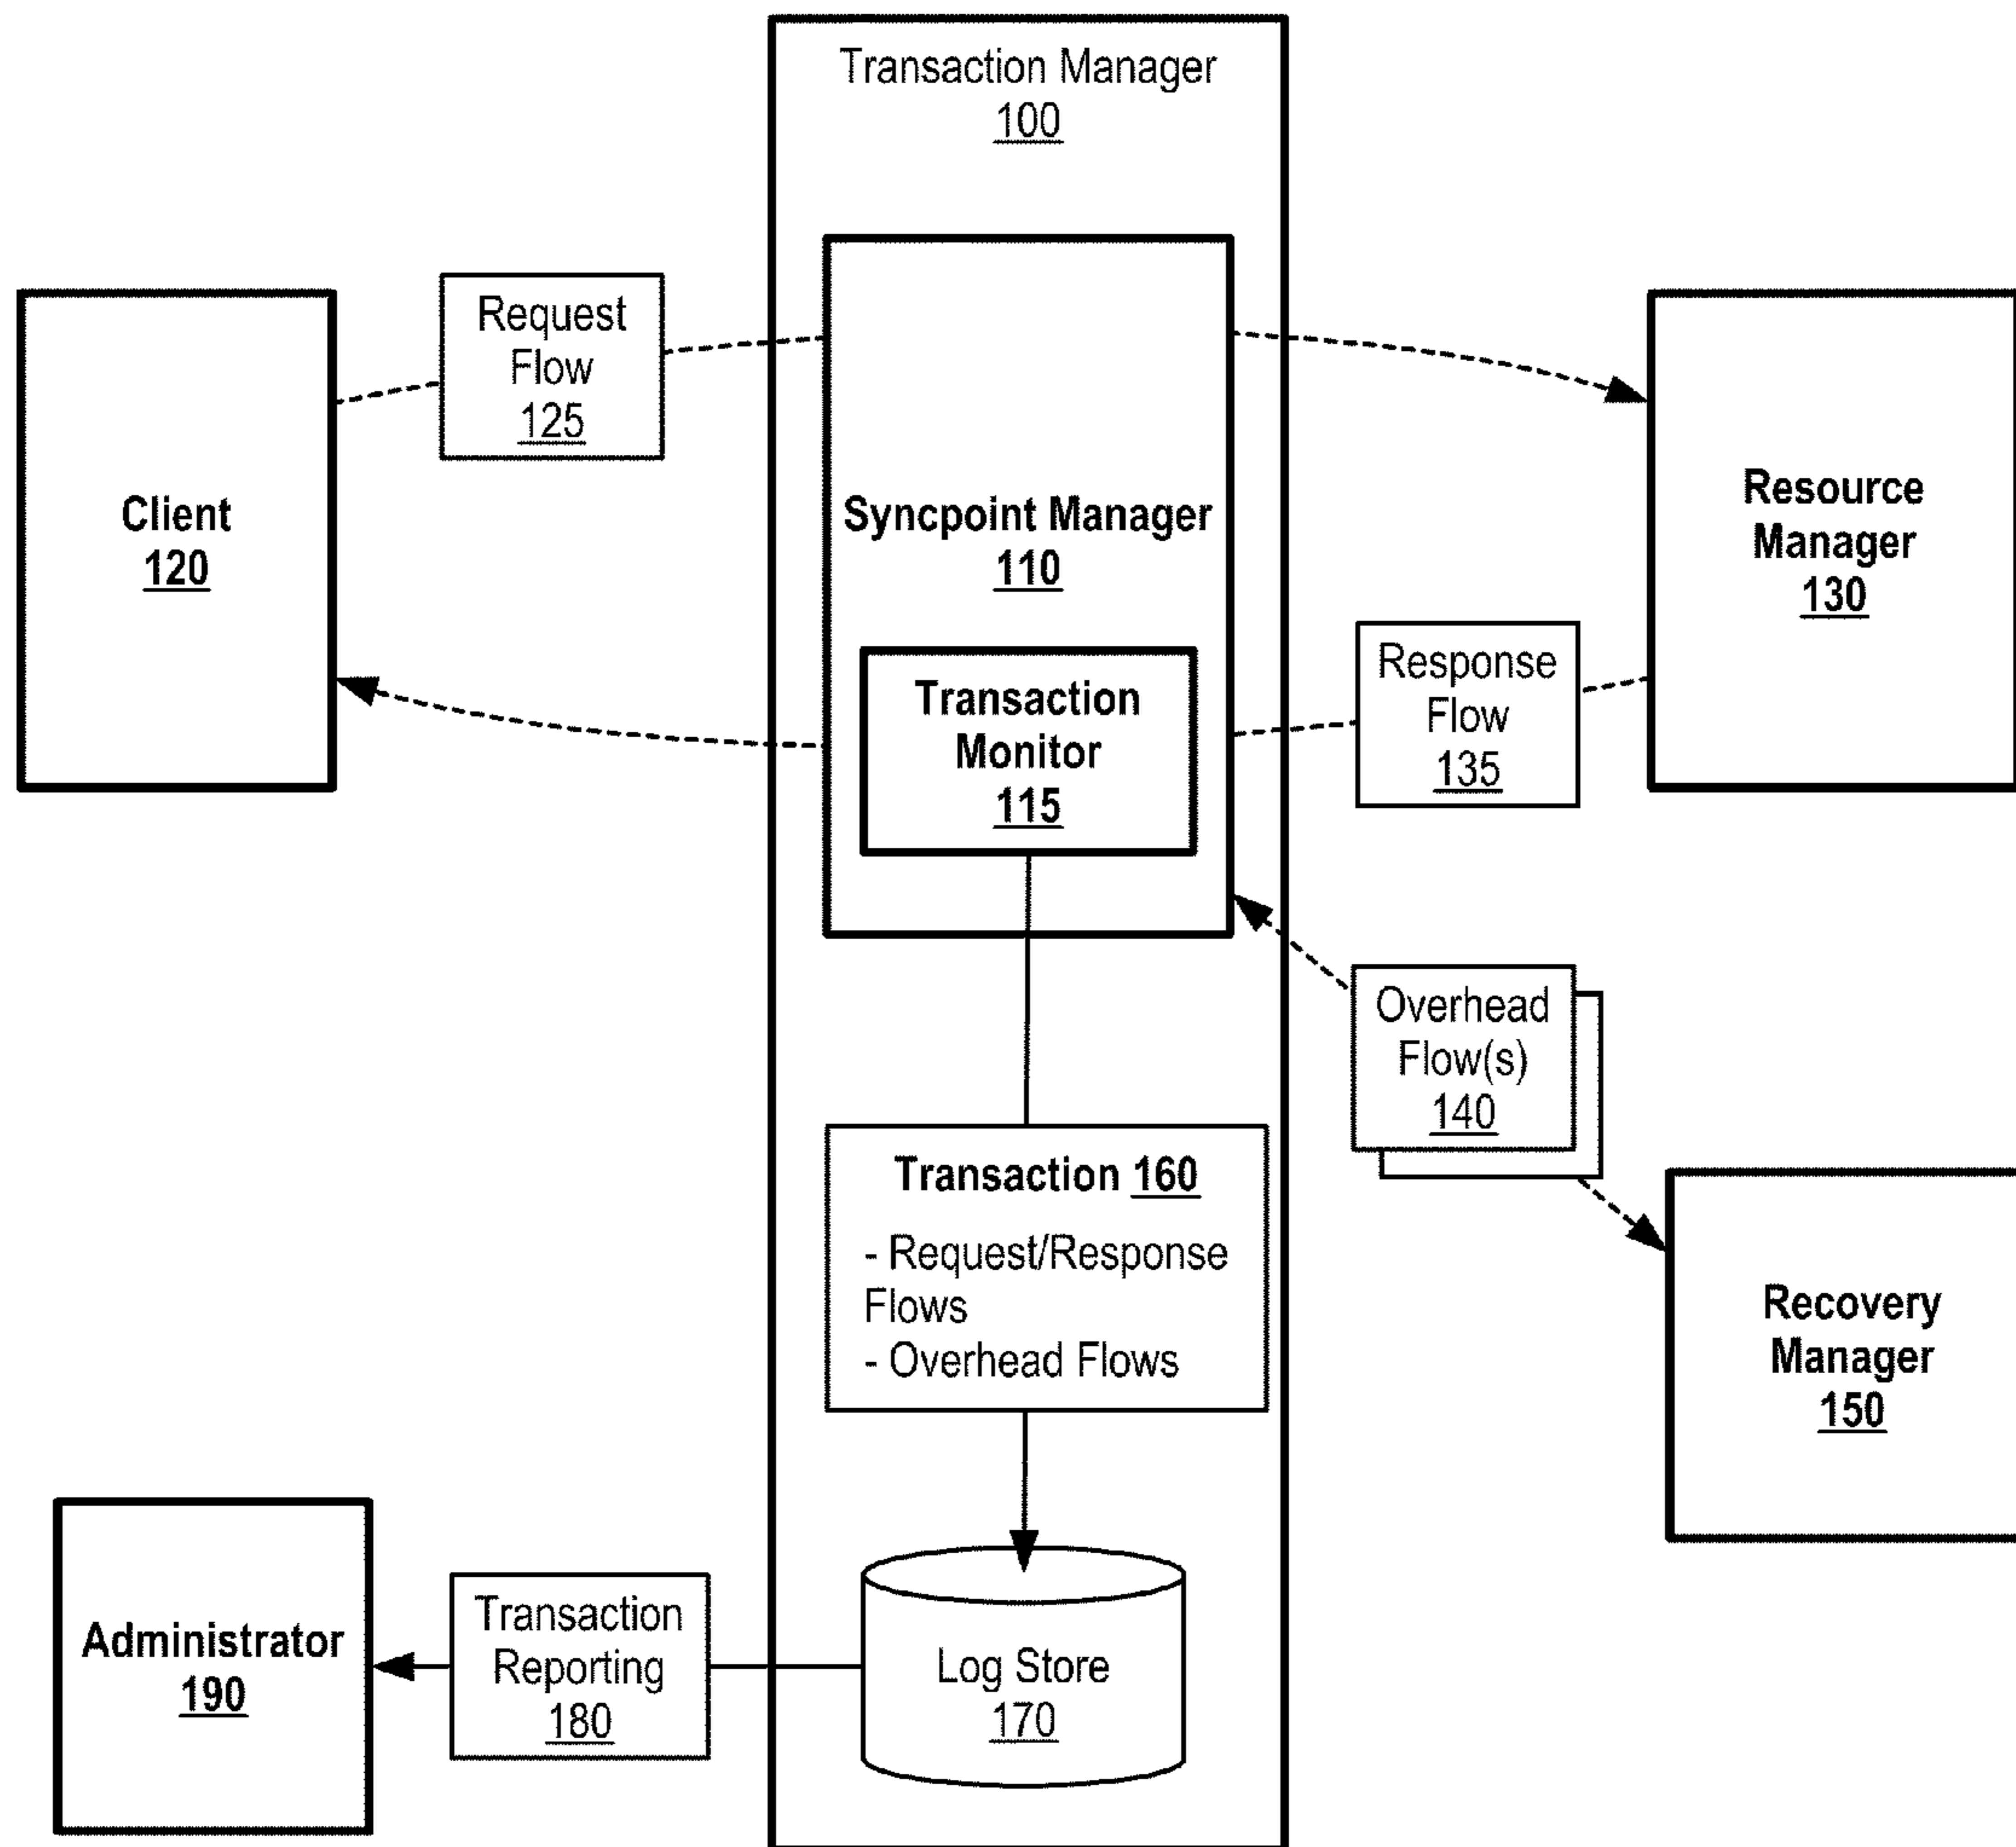 Transaction Manager
100
Request
Flow
125
Client
120
Syncpoint Manager
110
Resource
Manager
130
Transaction
Monitor
115
Response
Flow
135
Overhead
Flow(s)
140
Transaction 160
- Request/Response
Flows
- Overhead Flows
Recovery
Manager
150
Administrator
190
Transaction
Reporting
180
Log Store
170